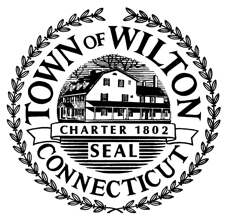 TOWN OF WILTON
CHARTER 1802
SEAL
CONNECTICUT